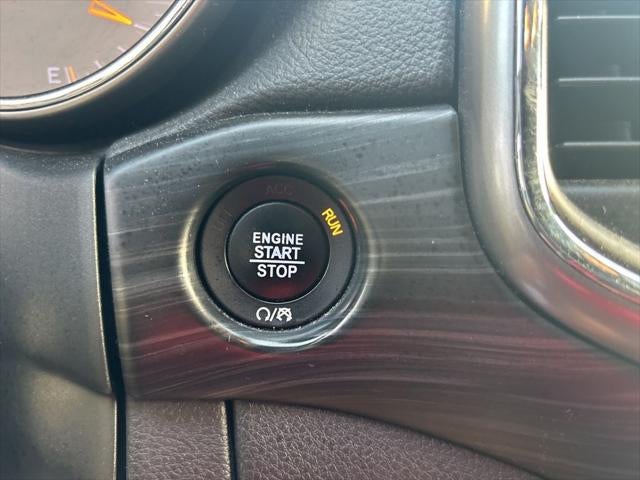 E
ACC
RUN
ENGINE
START
STOP